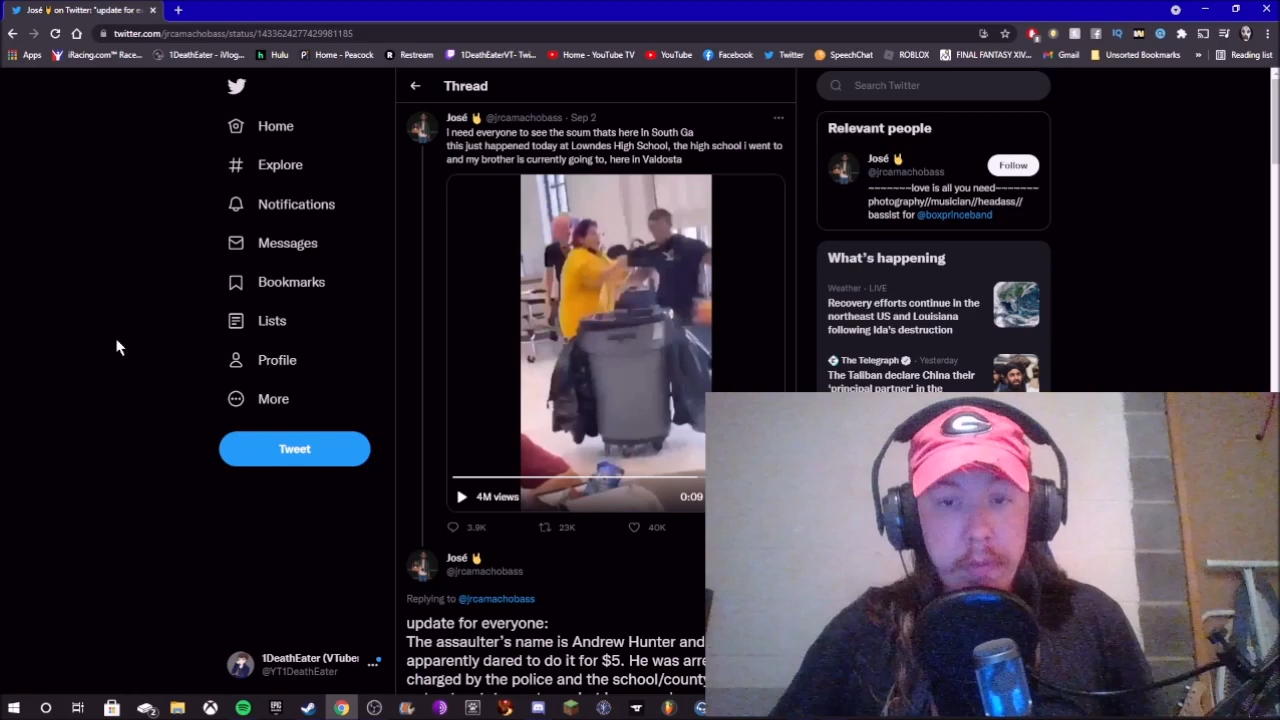 José 🤘 on Twitter: "update for e
twitter.com/jrcamachobass/status/1433624277429981185
Apps
iRacing.com™ Race...
1DeathEater - iVlog...
Hulu
Home - Peacock
Restream
1DeathEaterVT - Twi...
Home - YouTube TV
YouTube
Facebook
Twitter
SpeechChat
ROBLOX
FINAL FANTASY XIV...
Gmail
Unsorted Bookmarks
»
Reading list
Home
Explore
Notifications
Messages
Bookmarks
Lists
Profile
More
Tweet
1DeathEater (VTuber
@YT1DeathEater
Thread
José 🤘 @jrcamachobass · Sep 2
I need everyone to see the scum thats here in South Ga
this just happened today at Lowndes High School, the high school i went to
and my brother is currently going to, here in Valdosta
4M views
0:09
3.9K
23K
40K
José 🤘
@jrcamachobass
Replying to @jrcamachobass
update for everyone:
The assaulter's name is Andrew Hunter and
apparently dared to do it for $5. He was arre
charged by the police and the school/county
Search Twitter
Relevant people
José 🤘
@jrcamachobass
Follow
~~~~~~~love is all you need~~~~~~~
photography//musician//headass//
bassist for @boxprinceband
What's happening
Weather · LIVE
Recovery efforts continue in the
northeast US and Louisiana
following Ida's destruction
The Telegraph · Yesterday
The Taliban declare China their
'principal partner' in the
G